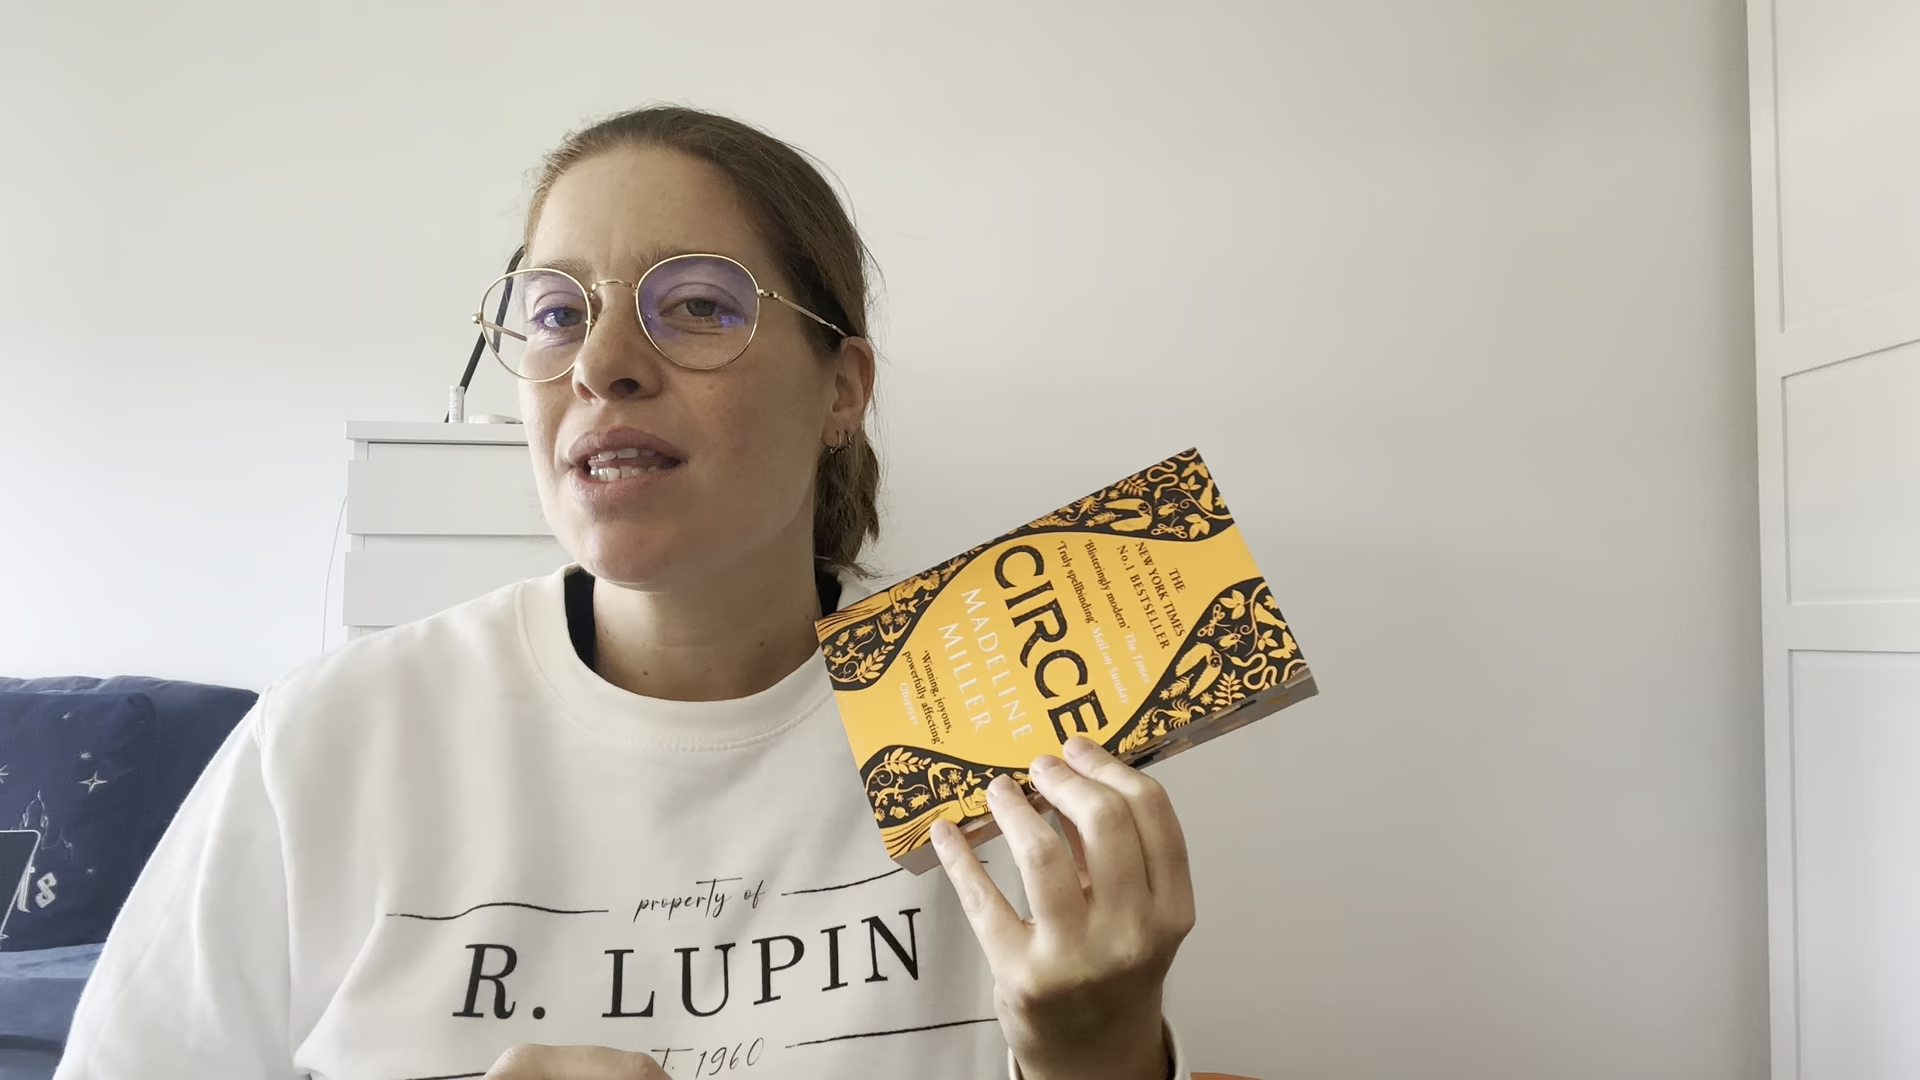 THE
NEW YORK TIMES
No.1 BESTSELLER
'Blisteringly modern' The Times
'Truly spellbinding' Mail on Sunday
CIRCE
MADELINE
MILLER
'Winning, joyous,
powerfully affecting'
Observer
property of
R. LUPIN
T. 1960
ts